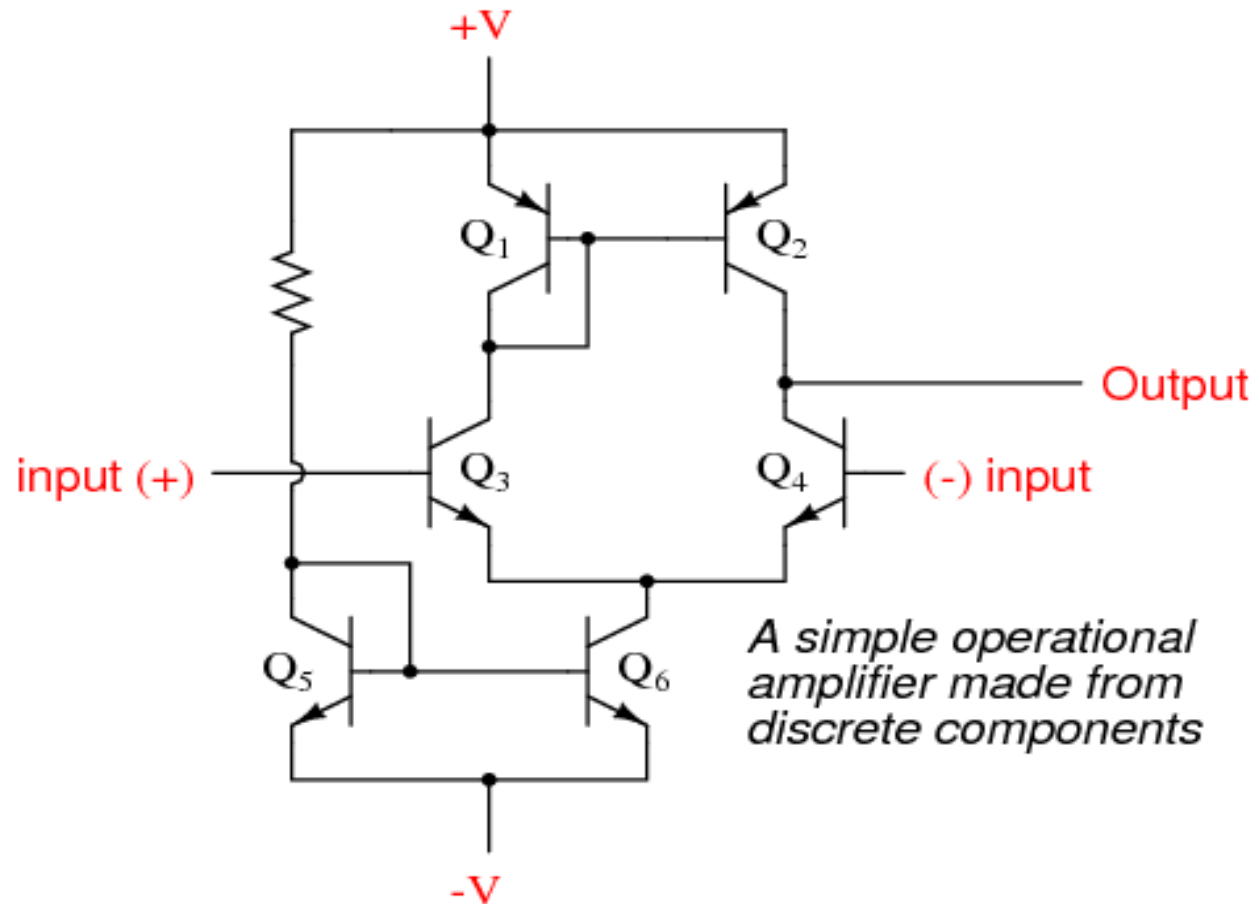 +V
Q₁
Q₂
Output
input (+)
Q₃
Q₄
(-) input
Q₅
Q₆
A simple operational
amplifier made from
discrete components
-V